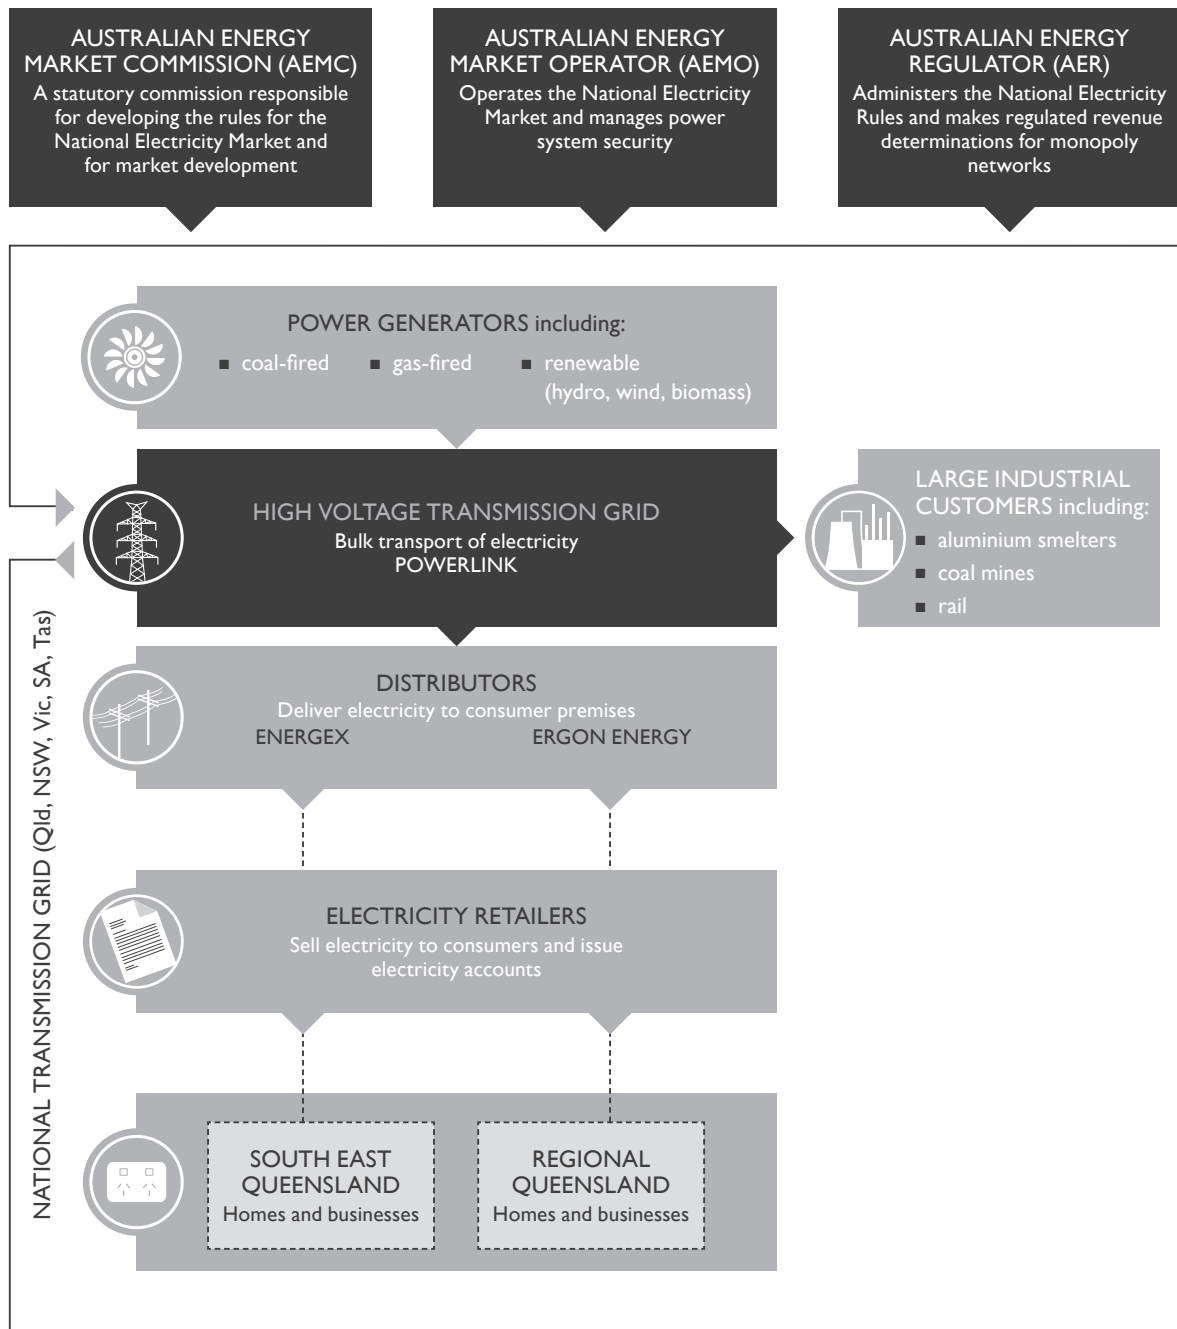 AUSTRALIAN ENERGY
MARKET COMMISSION (AEMC)
A statutory commission responsible
for developing the rules for the
National Electricity Market and
for market development
AUSTRALIAN ENERGY
MARKET OPERATOR (AEMO)
Operates the National Electricity
Market and manages power
system security
AUSTRALIAN ENERGY
REGULATOR (AER)
Administers the National Electricity
Rules and makes regulated revenue
determinations for monopoly
networks
POWER GENERATORS including:
■ coal-fired ■ gas-fired ■ renewable
(hydro, wind, biomass)
HIGH VOLTAGE TRANSMISSION GRID
Bulk transport of electricity
POWERLINK
LARGE INDUSTRIAL
CUSTOMERS including:
■ aluminium smelters
■ coal mines
■ rail
DISTRIBUTORS
Deliver electricity to consumer premises
ENERGEX ERGON ENERGY
NATIONAL TRANSMISSION GRID (Qld, NSW, Vic, SA, Tas)
ELECTRICITY RETAILERS
Sell electricity to consumers and issue
electricity accounts
SOUTH EAST
QUEENSLAND
Homes and businesses
REGIONAL
QUEENSLAND
Homes and businesses